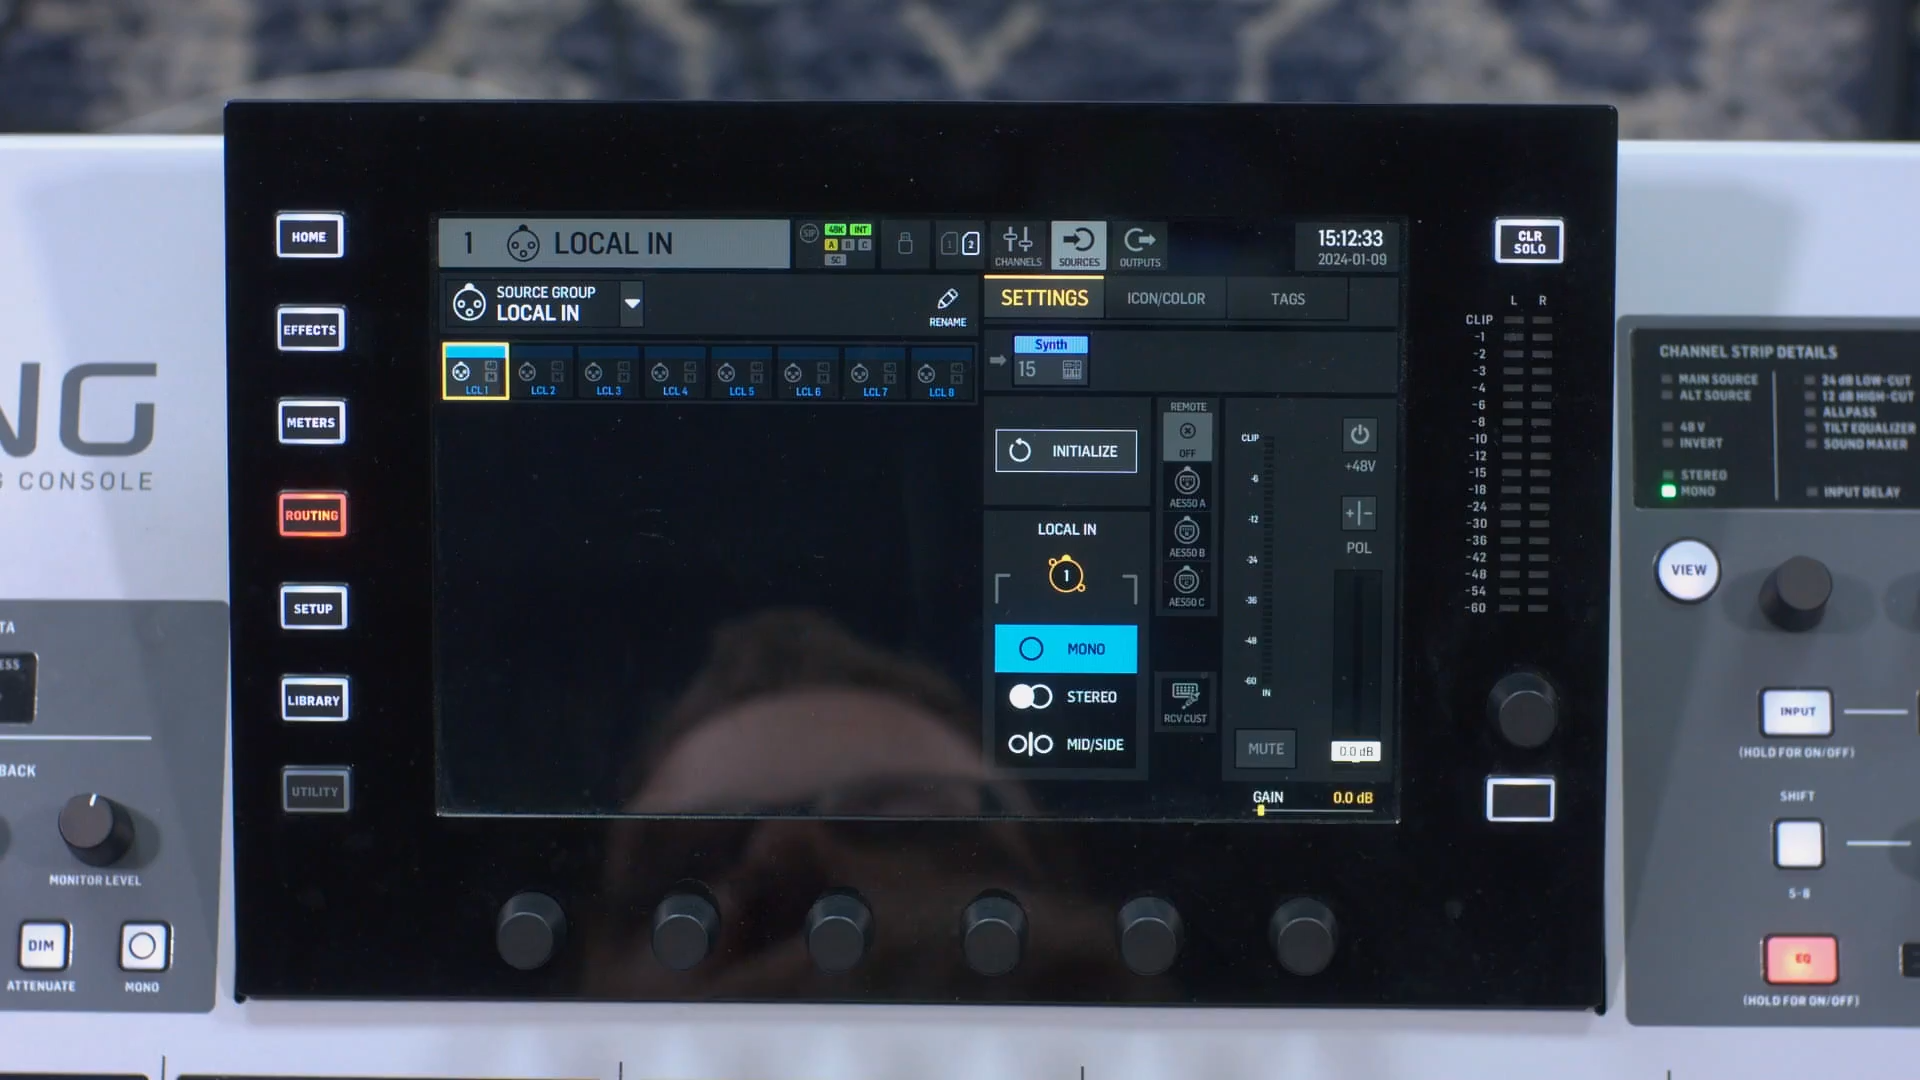 HOME
EFFECTS
METERS
ROUTING
SETUP
LIBRARY
UTILITY
NG
CONSOLE
MONITOR LEVEL
DIM
ATTENUATE
MONO
1 LOCAL IN
48K INT
A B C
SC
1 2
CHANNELS
SOURCES
OUTPUTS
15:12:33
2024-01-09
SOURCE GROUP
LOCAL IN
RENAME
SETTINGS
ICON/COLOR
TAGS
LCL 1
LCL 2
LCL 3
LCL 4
LCL 5
LCL 6
LCL 7
LCL 8
Synth
15
INITIALIZE
LOCAL IN
1
MONO
STEREO
MID/SIDE
REMOTE
OFF
AES50 A
AES50 B
AES50 C
RCV CUST
CLIP
-6
-12
-24
-36
-48
-60
IN
+48V
+|-
POL
MUTE
0.0 dB
GAIN 0.0 dB
CLR
SOLO
L R
CLIP
-1
-2
-3
-4
-6
-8
-10
-12
-15
-18
-24
-30
-36
-42
-48
-54
-60
CHANNEL STRIP DETAILS
MAIN SOURCE
ALT SOURCE
48 V
INVERT
STEREO
MONO
24 dB LOW-CUT
12 dB HIGH-CUT
ALLPASS
TILT EQUALIZER
SOUND MAXER
INPUT DELAY
VIEW
INPUT
(HOLD FOR ON/OFF)
SHIFT
5-8
EQ
(HOLD FOR ON/OFF)